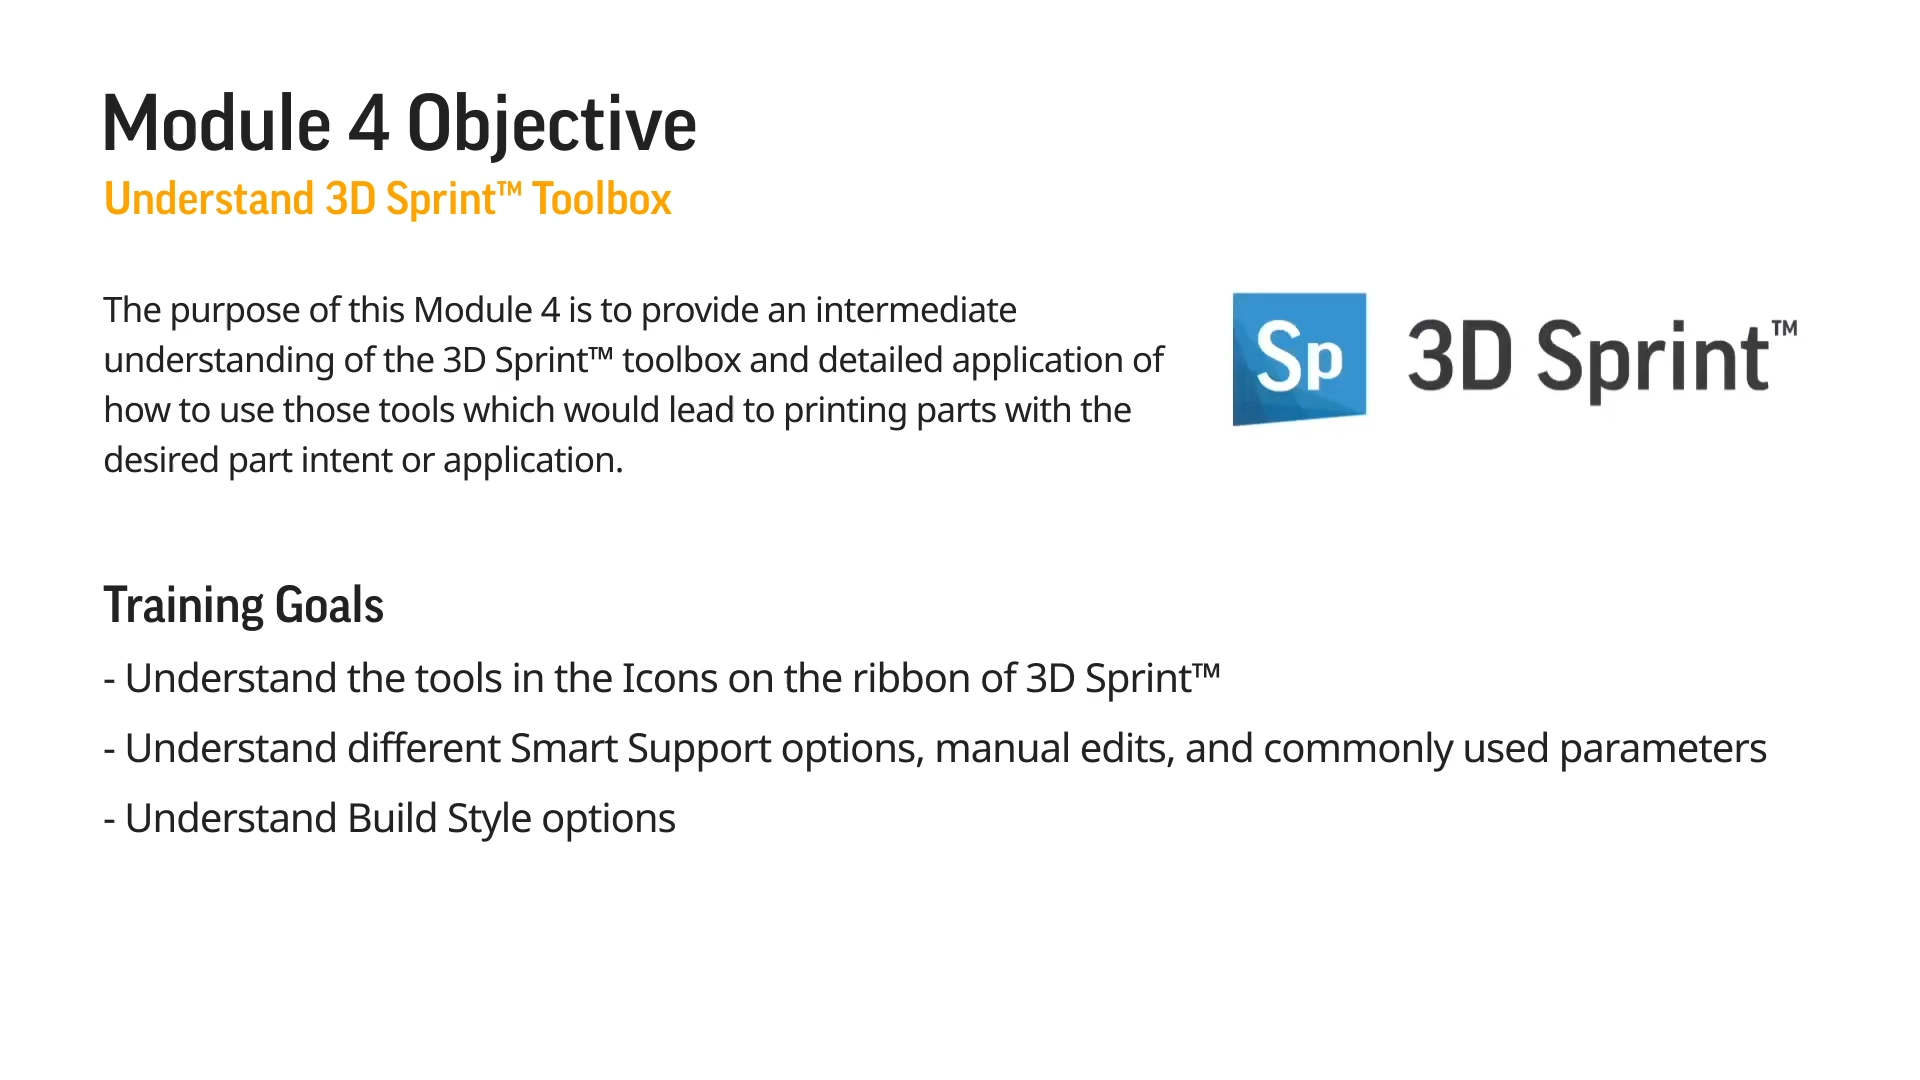 Module 4 Objective
Understand 3D Sprint™ Toolbox
The purpose of this Module 4 is to provide an intermediate
understanding of the 3D Sprint™ toolbox and detailed application of
how to use those tools which would lead to printing parts with the
desired part intent or application.
Sp 3D Sprint™
Training Goals
- Understand the tools in the Icons on the ribbon of 3D Sprint™
- Understand different Smart Support options, manual edits, and commonly used parameters
- Understand Build Style options